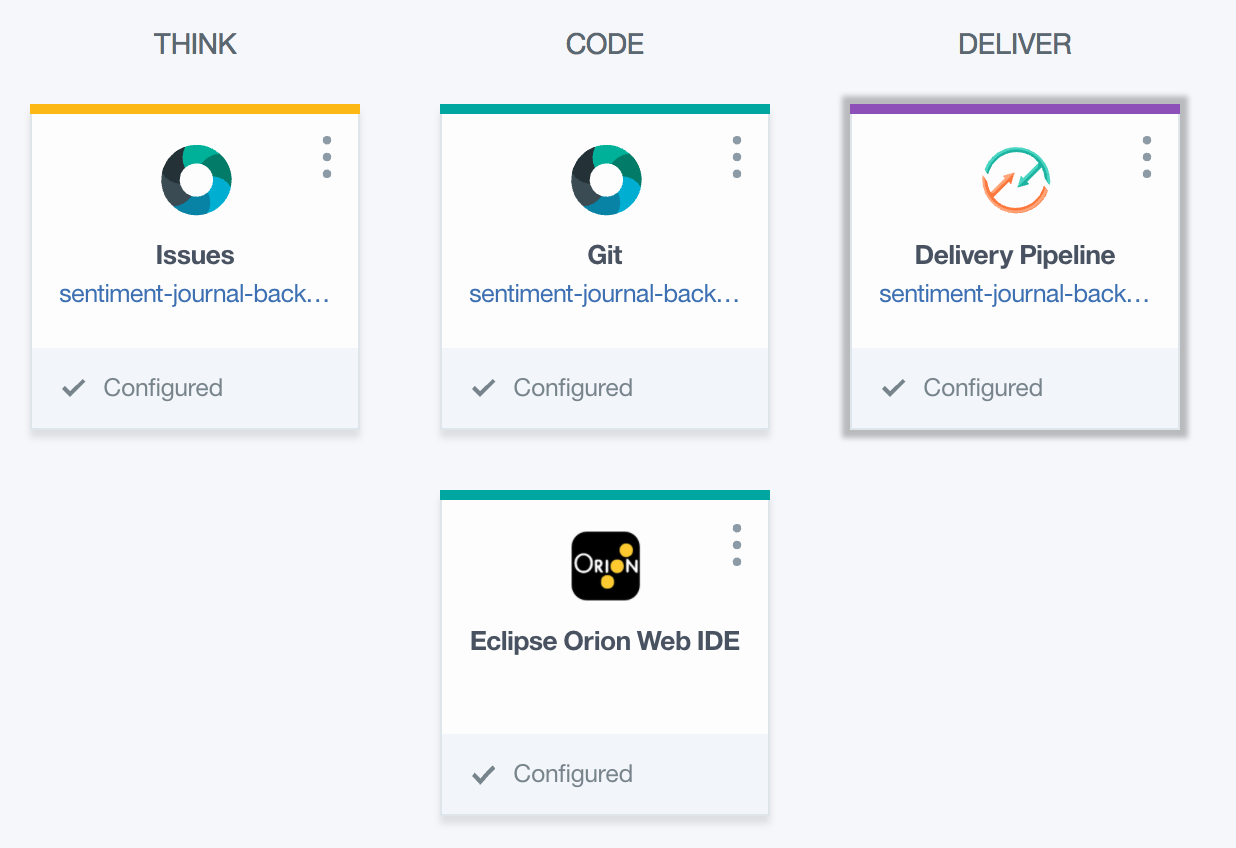 THINK
CODE
DELIVER
Issues
sentiment-journal-back...
Configured
Git
sentiment-journal-back...
Configured
Delivery Pipeline
sentiment-journal-back...
Configured
ORION
Eclipse Orion Web IDE
Configured